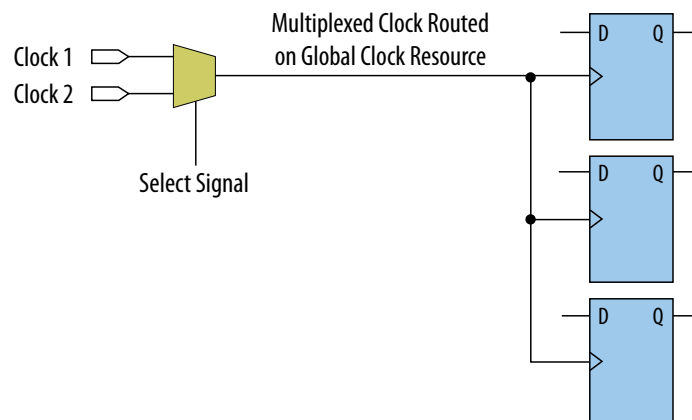 Multiplexed Clock Routed
on Global Clock Resource
Clock 1
Clock 2
Select Signal
D Q
D Q
D Q